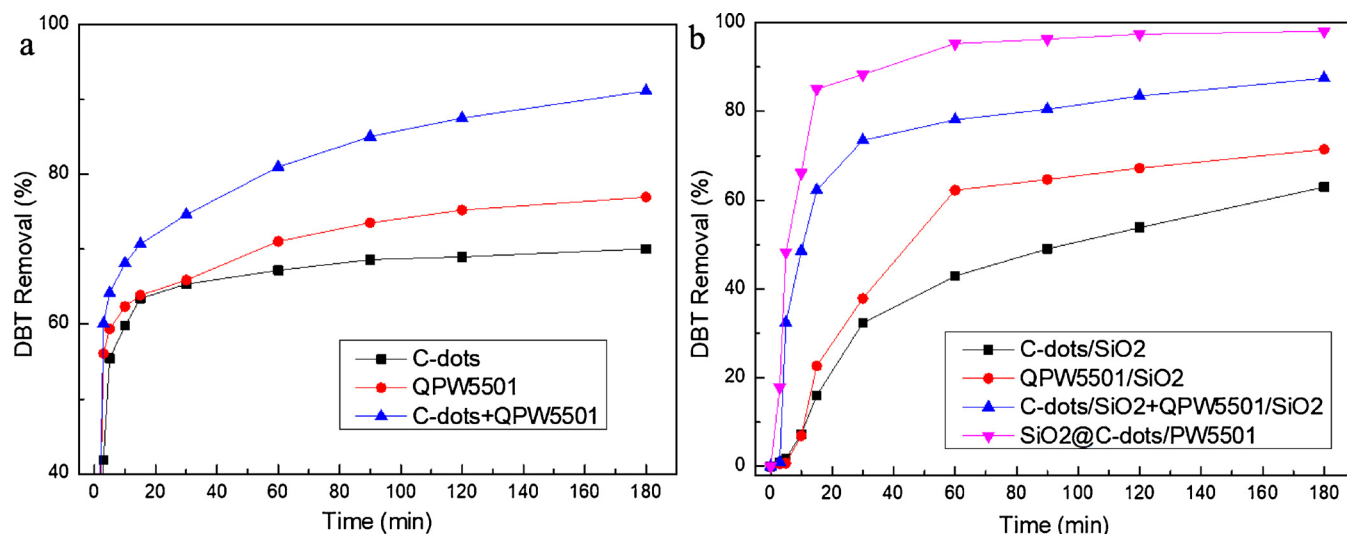 a
100
80
60
40
DBT Removal (%)
0 20 40 60 80 100 120 140 160 180
Time (min)
C-dots
QPW5501
C-dots+QPW5501
b
100
80
60
40
20
0
DBT Removal (%)
0 20 40 60 80 100 120 140 160 180
Time (min)
C-dots/SiO2
QPW5501/SiO2
C-dots/SiO2+QPW5501/SiO2
SiO2@C-dots/PW5501